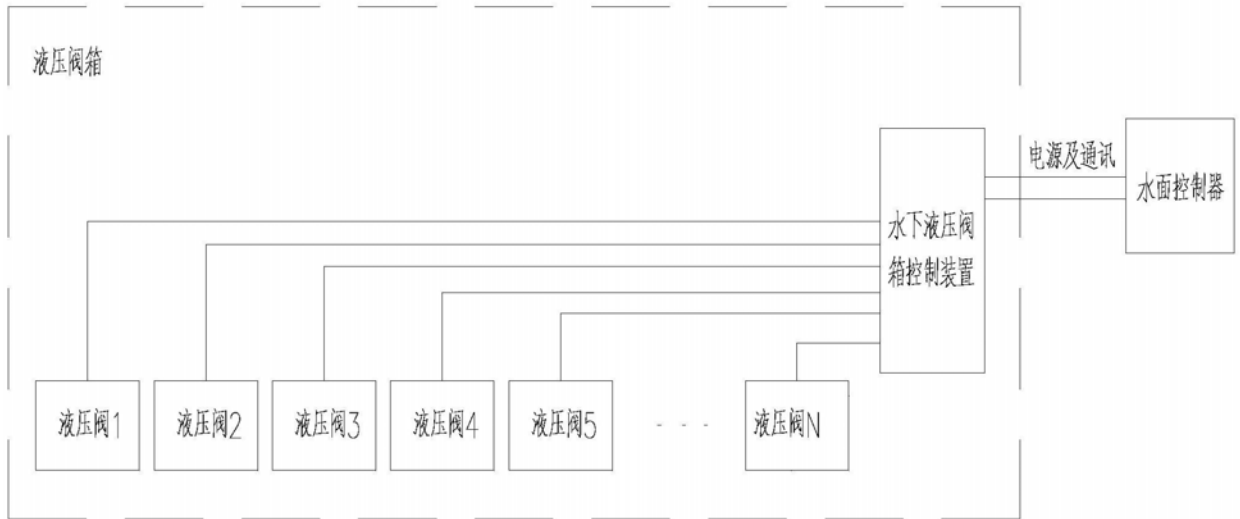 液压阀箱
电源及通讯
水面控制器
水下液压阀
箱控制装置
液压阀1
液压阀2
液压阀3
液压阀4
液压阀5
- - -
液压阀N